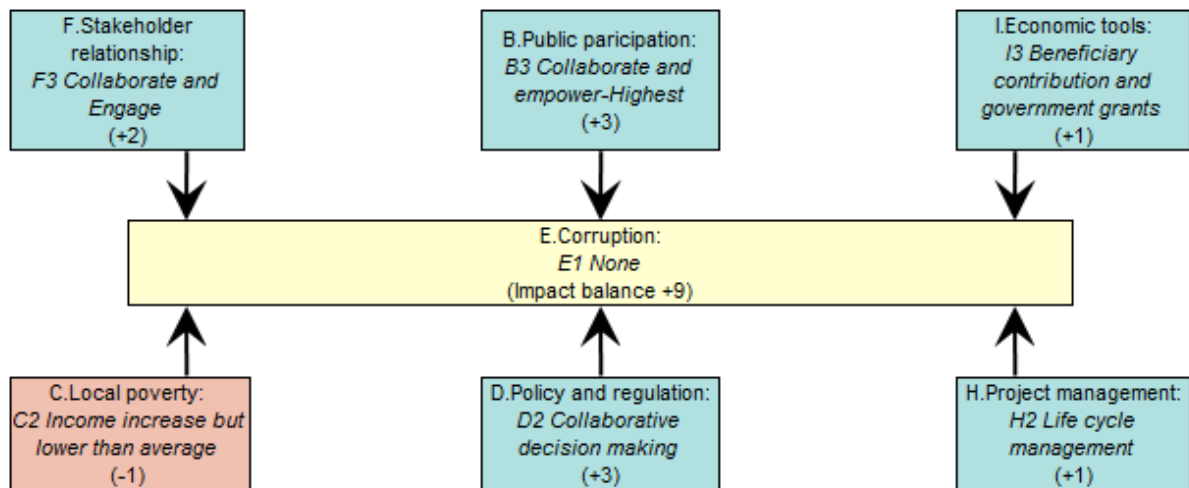 F.Stakeholder
relationship:
F3 Collaborate and
Engage
(+2)
B.Public paricipation:
B3 Collaborate and
empower-Highest
(+3)
I.Economic tools:
I3 Beneficiary
contribution and
government grants
(+1)
E.Corruption:
E1 None
(Impact balance +9)
C.Local poverty:
C2 Income increase but
lower than average
(-1)
D.Policy and regulation:
D2 Collaborative
decision making
(+3)
H.Project management:
H2 Life cycle
management
(+1)